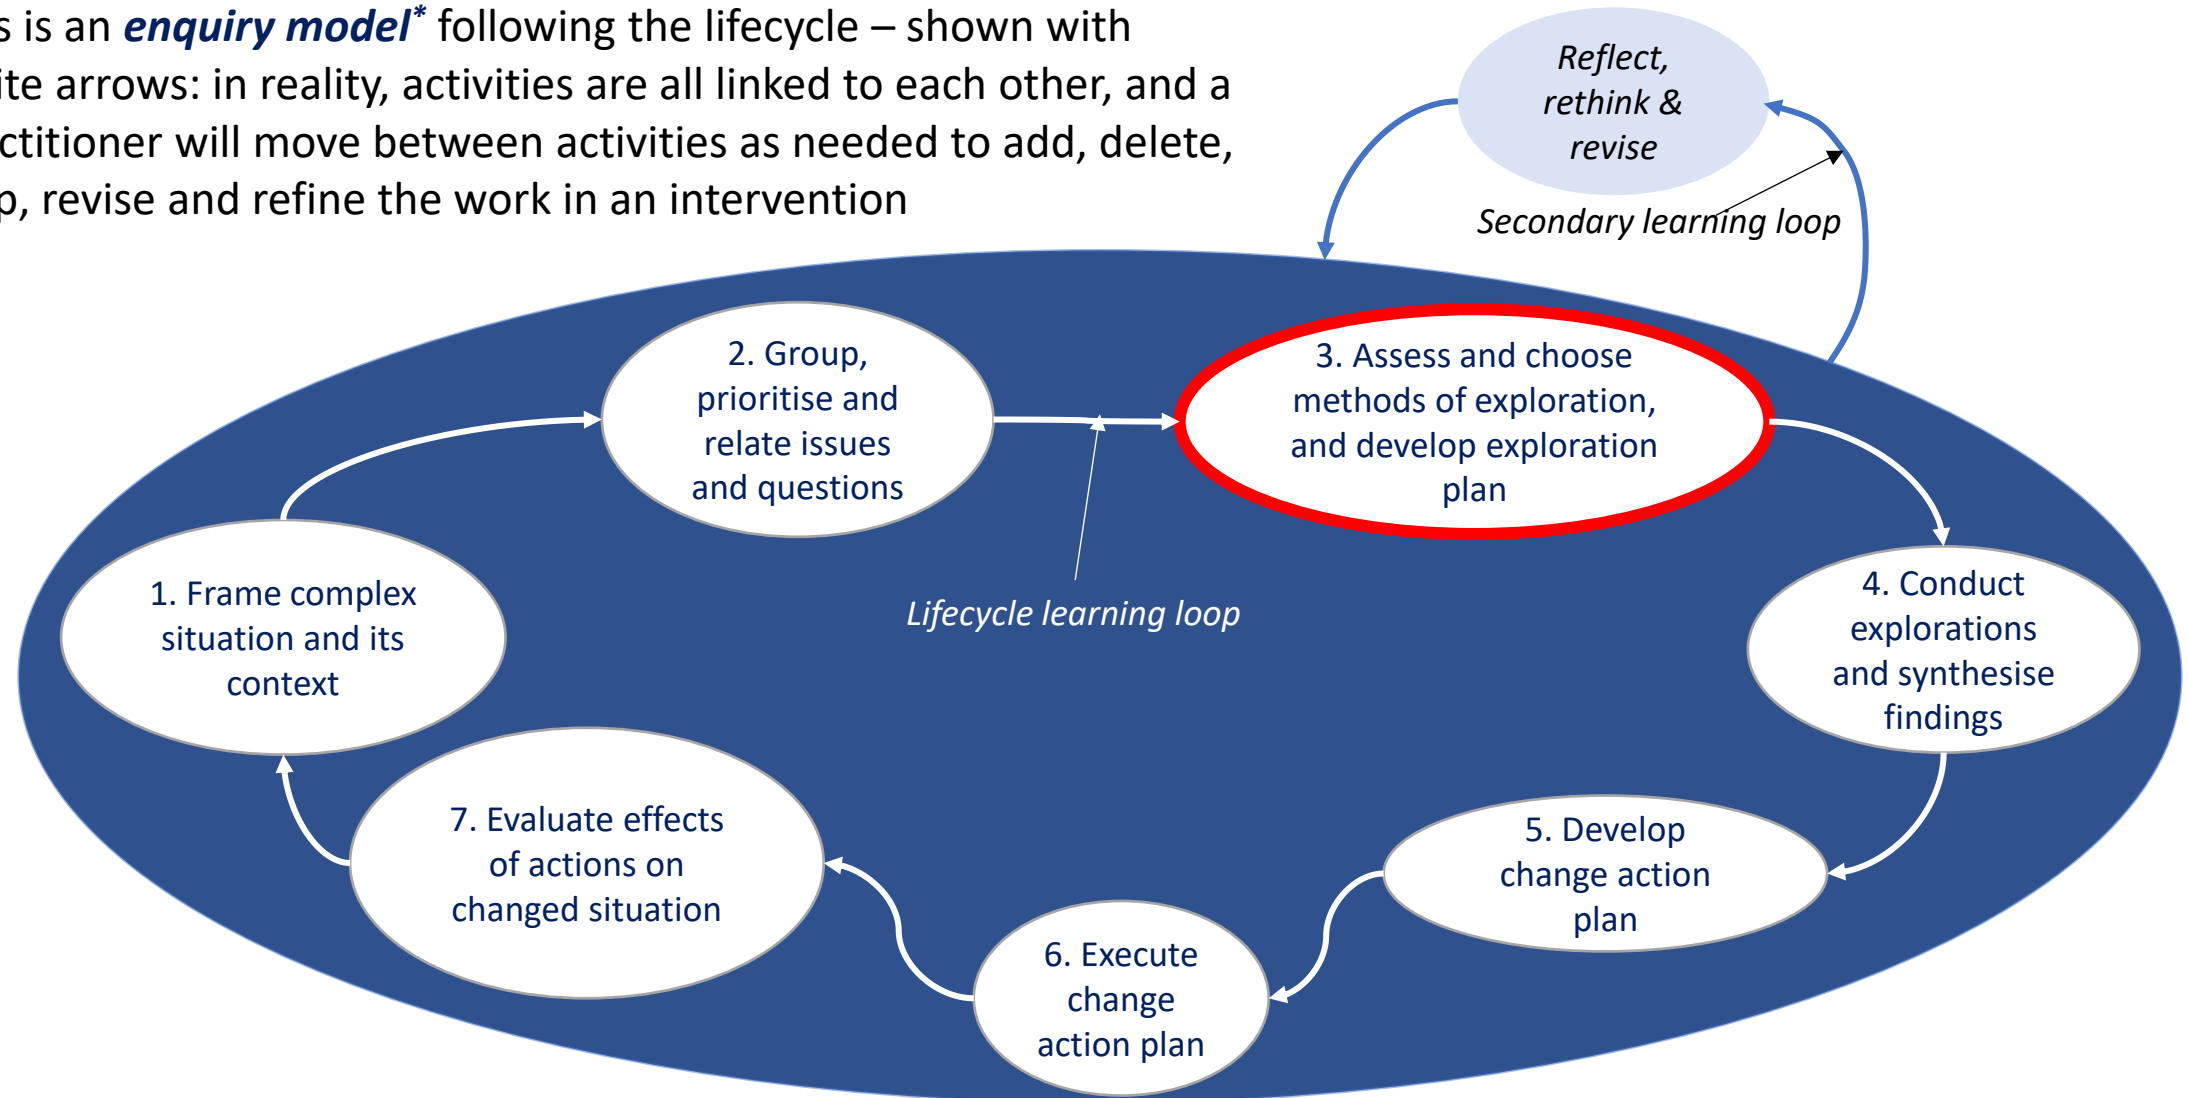 s is an enquiry model* following the lifecycle – shown with
ite arrows: in reality, activities are all linked to each other, and a
ctitioner will move between activities as needed to add, delete,
p, revise and refine the work in an intervention
Reflect,
rethink &
revise
Secondary learning loop
2. Group,
prioritise and
relate issues
and questions
3. Assess and choose
methods of exploration,
and develop exploration
plan
1. Frame complex
situation and its
context
Lifecycle learning loop
4. Conduct
explorations
and synthesise
findings
7. Evaluate effects
of actions on
changed situation
5. Develop
change action
plan
6. Execute
change
action plan